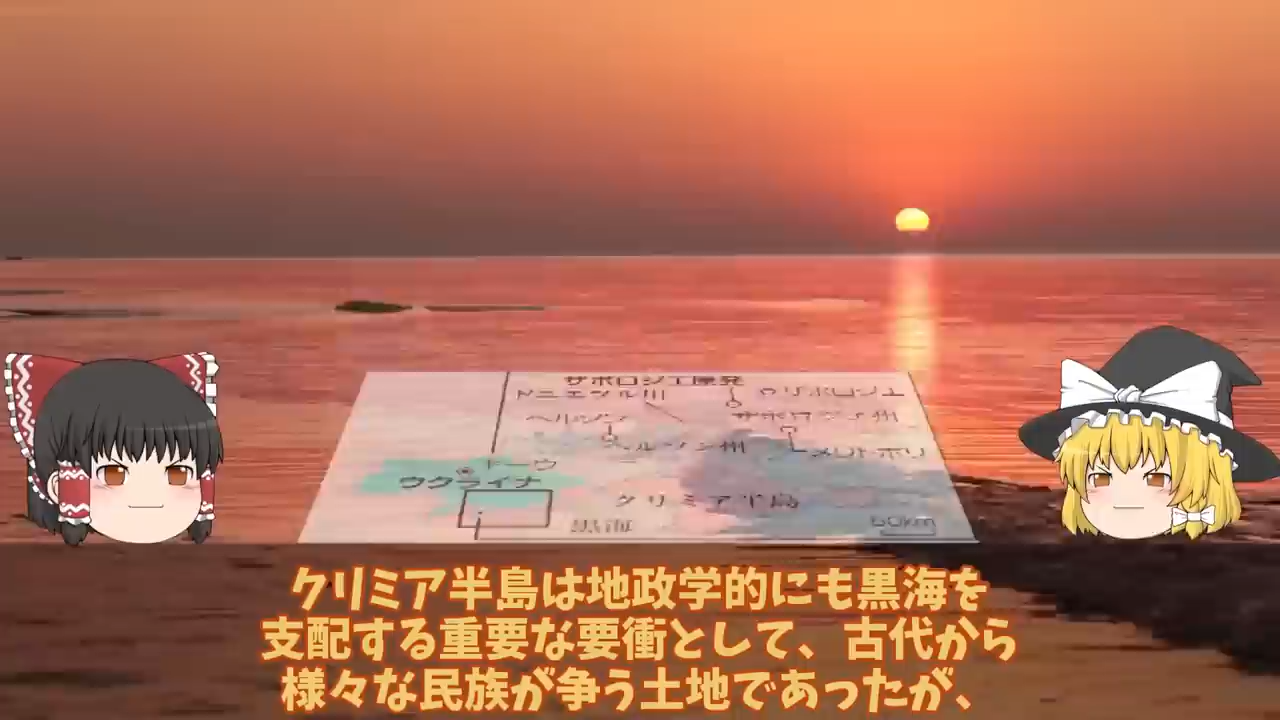 ザポロジエ原発
ドニエプル川
ザポロジエ
ヘルソン
ザポロジエ州
ヘルソン州
メリトポリ
ウクライナ
クリミア半島
黒海
50km
クリミア半島は地政学的にも黒海を
支配する重要な要衝として、古代から
様々な民族が争う土地であったが、